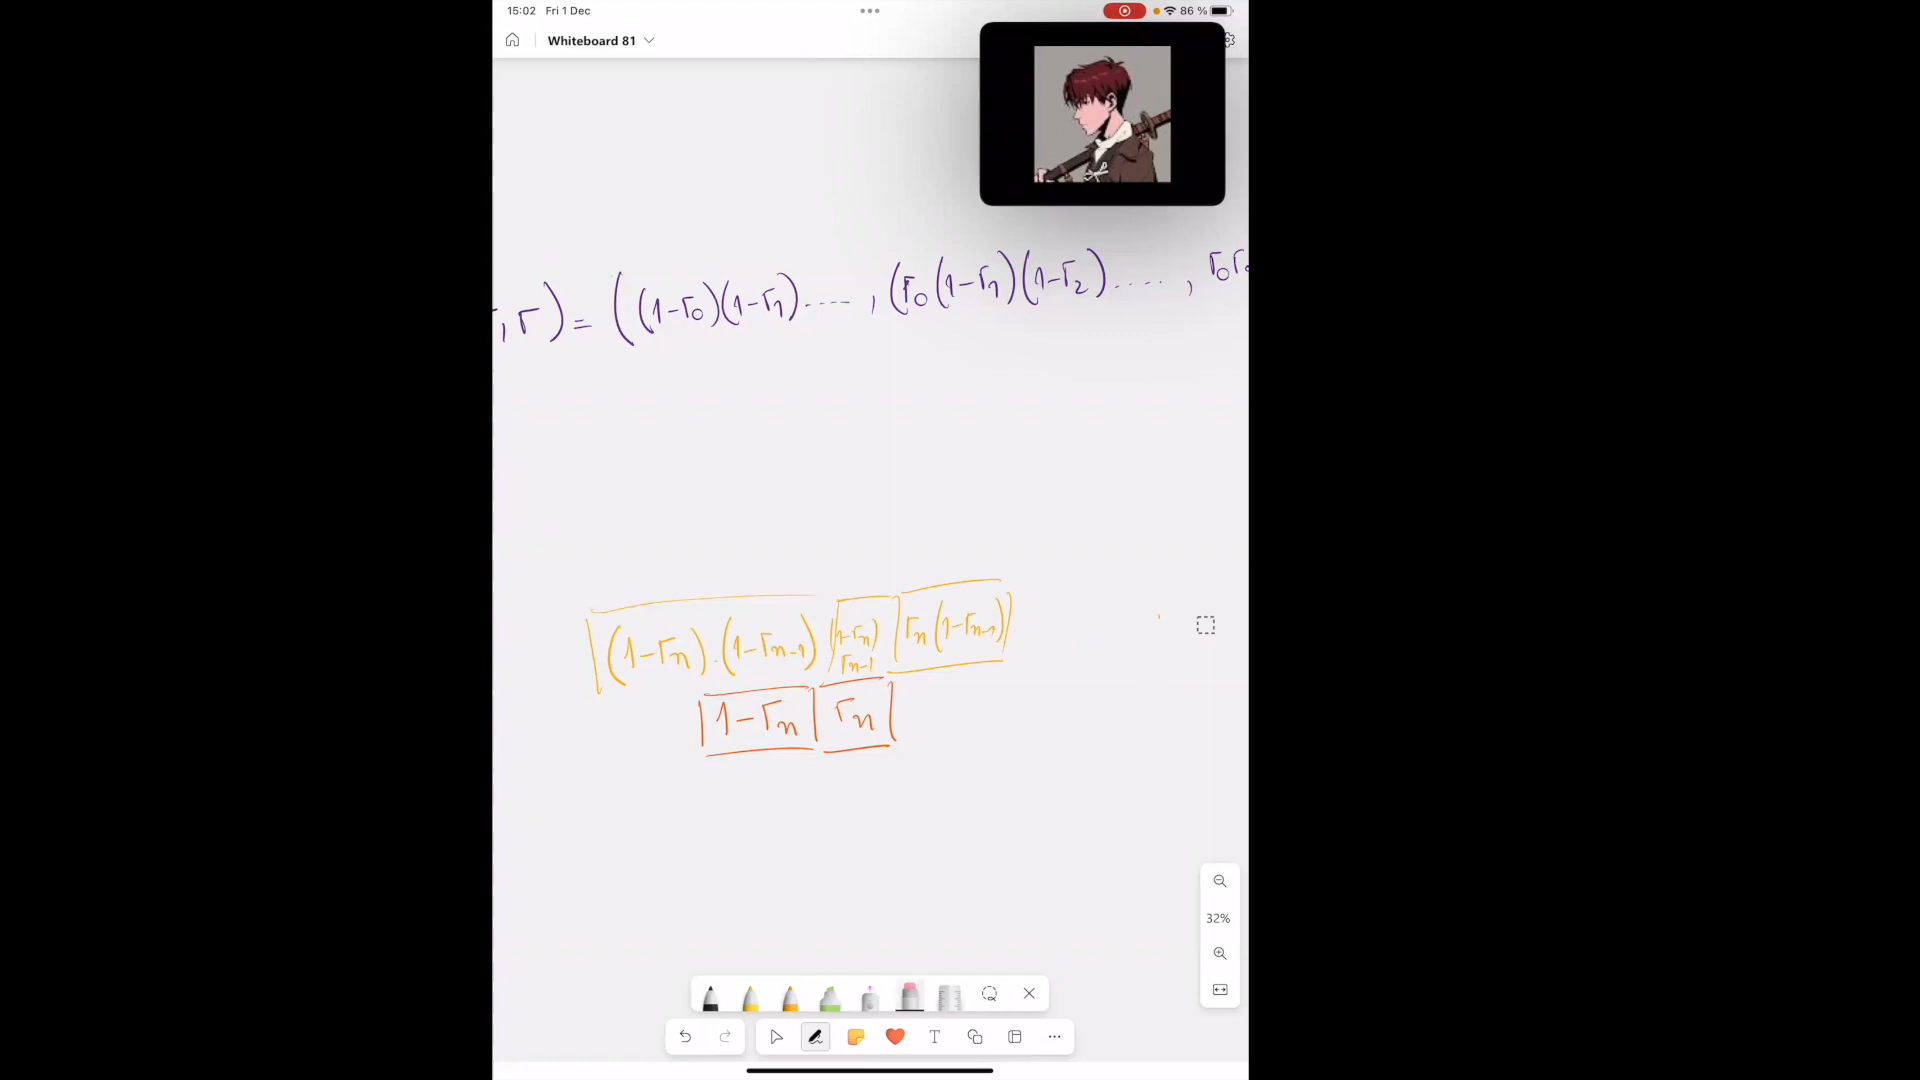 15:02 Fri 1 Dec 86 %
Whiteboard 81
, r) = ((1-r₀)(1-r₁)....., (r₀(1-r₁)(1-r₂)....., r₀r
(1-rₙ).(1-rₙ₋₁) (1-rₙ) rₙ(1-rₙ₋₁)
rₙ₋₁
1-rₙ rₙ
32%
T